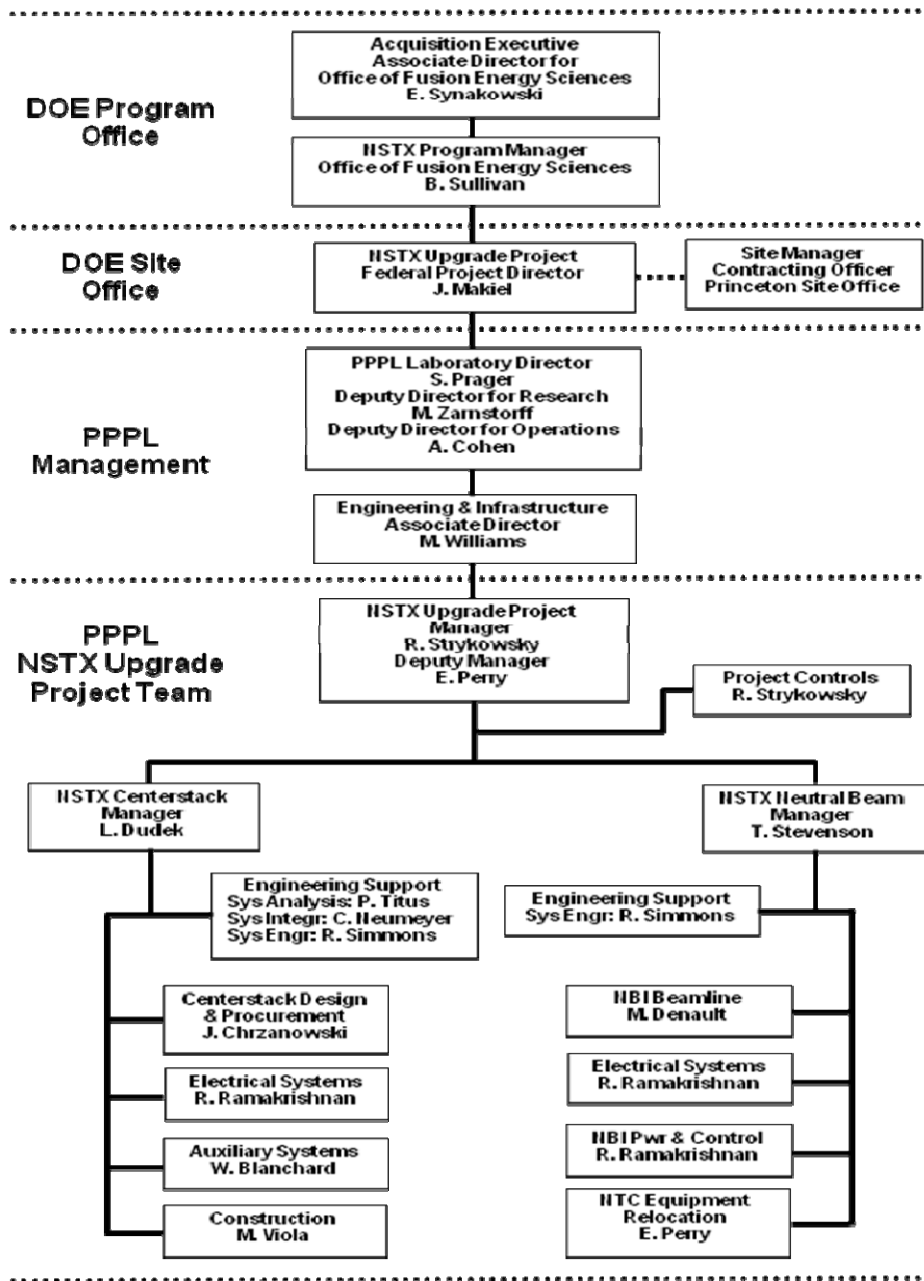 Acquisition Executive
Associate Director for
Office of Fusion Energy Sciences
E. Synakowski
DOE Program
Office
NSTX Program Manager
Office of Fusion Energy Sciences
B. Sullivan
DOE Site
Office
NSTX Upgrade Project
Federal Project Director
J. Makiel
Site Manager
Contracting Officer
Princeton Site Office
PPPL
Management
PPPL Laboratory Director
S. Prager
Deputy Director for Research
M. Zarnstorff
Deputy Director for Operations
A. Cohen
Engineering & Infrastructure
Associate Director
M. Williams
PPPL
NSTX Upgrade
Project Team
NSTX Upgrade Project
Manager
R. Strykowsky
Deputy Manager
E. Perry
Project Controls
R. Strykowsky
NSTX Centerstack
Manager
L. Dudek
NSTX Neutral Beam
Manager
T. Stevenson
Engineering Support
Sys Analysis: P. Titus
Sys Integr: C. Neumeyer
Sys Engr: R. Simmons
Engineering Support
Sys Engr: R. Simmons
Centerstack Design
& Procurement
J. Chrzanowski
NBI Beamline
M. Denault
Electrical Systems
R. Ramakrishnan
Electrical Systems
R. Ramakrishnan
Auxiliary Systems
W. Blanchard
NBI Pwr & Control
R. Ramakrishnan
Construction
M. Viola
NTC Equipment
Relocation
E. Perry